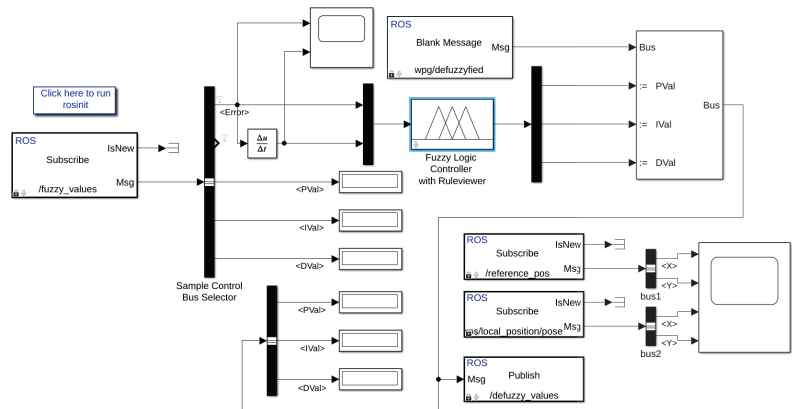 Click here to run
rosinit
ROS
Subscribe
IsNew
Msg
/fuzzy_values
<Error>
<PVal>
<IVal>
<DVal>
Sample Control
Bus Selector
Δu
Δt
ROS
Blank Message
Msg
wpg/defuzzyfied
Fuzzy Logic
Controller
with Ruleviewer
Bus
:= PVal
:= IVal
:= DVal
Bus
<PVal>
<IVal>
<DVal>
ROS
Subscribe
IsNew
Msg
/reference_pos
<X>
<Y>
bus1
ROS
Subscribe
IsNew
Msg
/local_position/pose
<X>
<Y>
bus2
ROS
Msg
Publish
/defuzzy_values